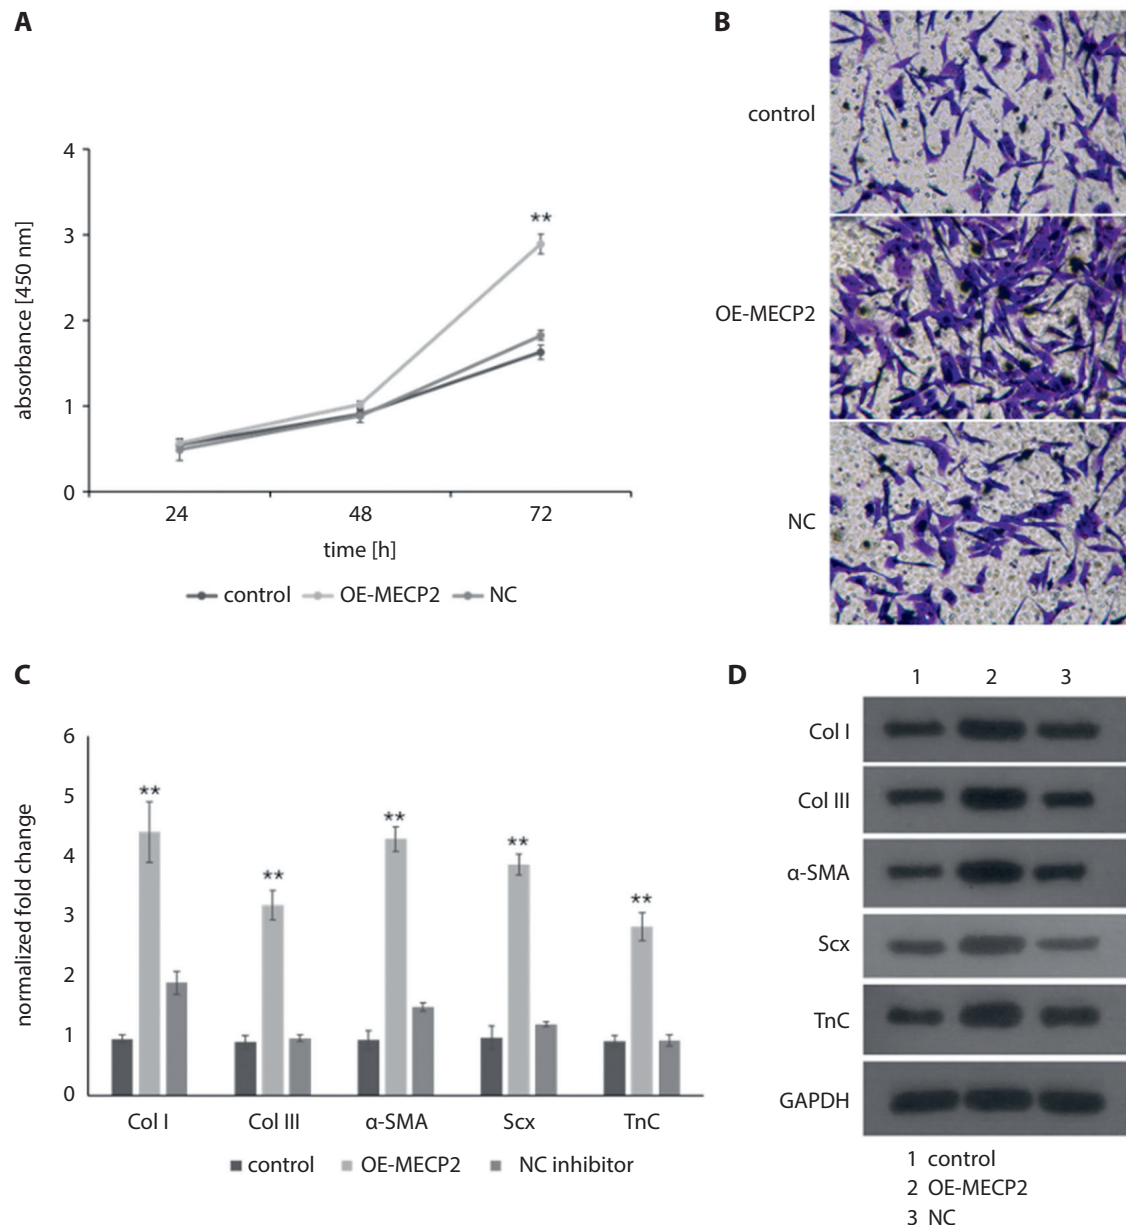 A
absorbance [450 nm]
4
3
2
1
0
**
24 48 72
time [h]
control OE-MECP2 NC
B
control
OE-MECP2
NC
C
normalized fold change
6
5
4
3
2
1
0
** ** ** ** **
Col I Col III α-SMA Scx TnC
control OE-MECP2 NC inhibitor
D
1 2 3
Col I
Col III
α-SMA
Scx
TnC
GAPDH
1 control
2 OE-MECP2
3 NC